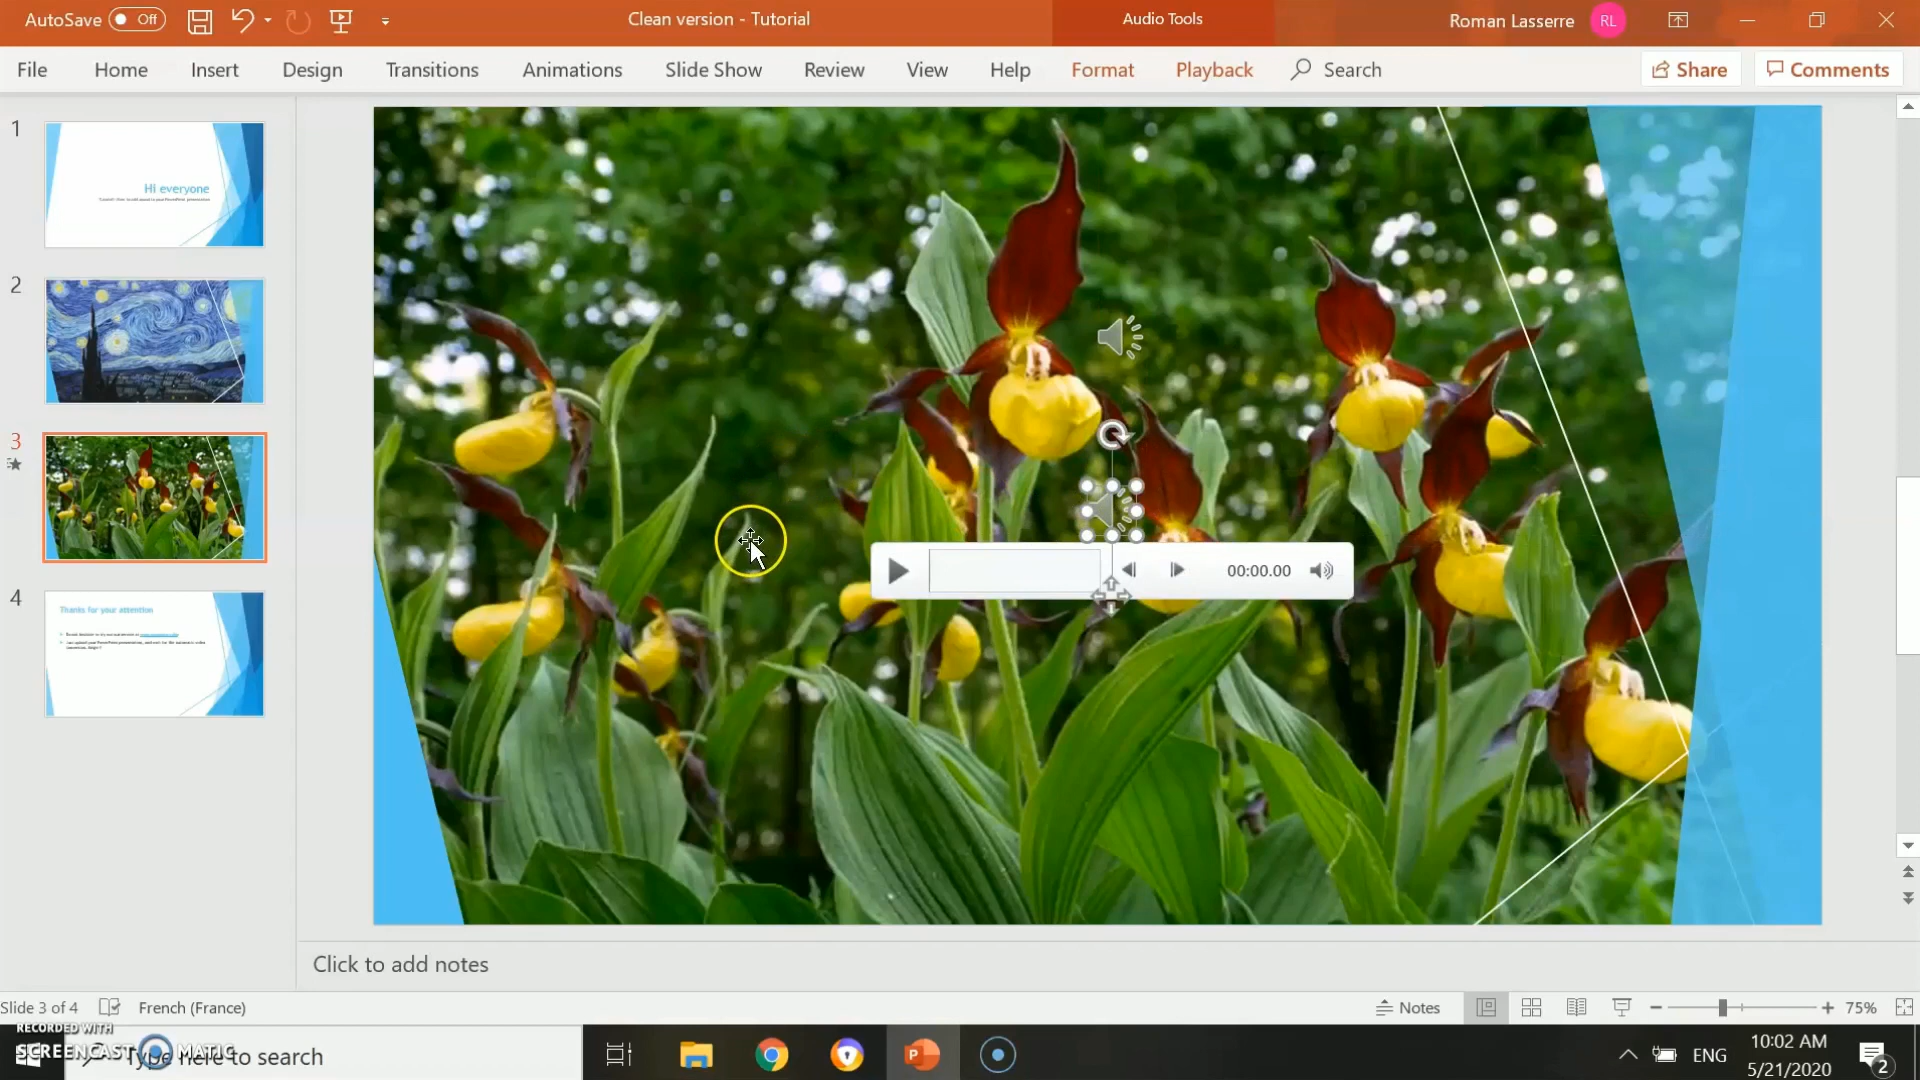 AutoSave Off
Clean version - Tutorial
Audio Tools
Roman Lasserre RL
File Home Insert Design Transitions Animations Slide Show Review View Help Format Playback Search Share Comments
1
Hi everyone
2
3
4
Thanks for your attention
00:00.00
Click to add notes
Slide 3 of 4 French (France) Notes 75%
RECORDED WITH
SCREENCAST MATIC
Type here to search
P
ENG
10:02 AM
5/21/2020
2